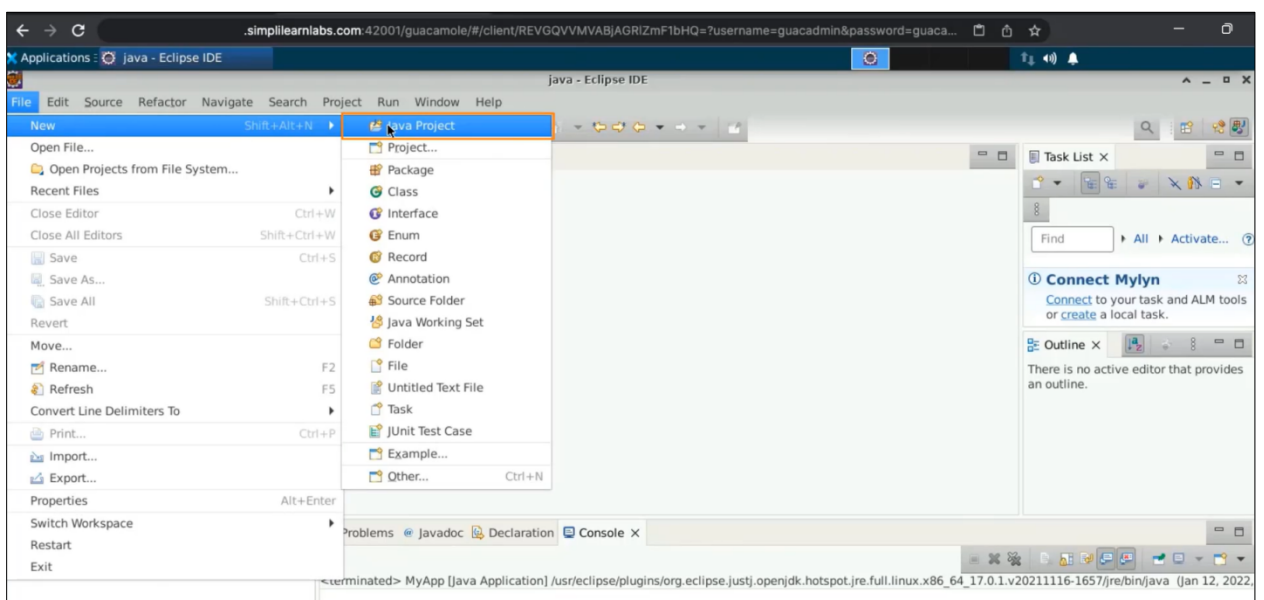 .simplilearnlabs.com:42001/guacamole/#/client/REVGQVVMVABjAGRlZmF1bHQ=?username=guacadmin&password=guaca...
Applications : java - Eclipse IDE
java - Eclipse IDE
File Edit Source Refactor Navigate Search Project Run Window Help
New Shift+Alt+N
Open File...
Open Projects from File System...
Recent Files
Close Editor Ctrl+W
Close All Editors Shift+Ctrl+W
Save Ctrl+S
Save As...
Save All Shift+Ctrl+S
Revert
Move...
Rename... F2
Refresh F5
Convert Line Delimiters To
Print... Ctrl+P
Import...
Export...
Properties Alt+Enter
Switch Workspace
Restart
Exit
Java Project
Project...
Package
Class
Interface
Enum
Record
Annotation
Source Folder
Java Working Set
Folder
File
Untitled Text File
Task
JUnit Test Case
Example...
Other... Ctrl+N
Task List
Find All Activate...
Connect Mylyn
Connect to your task and ALM tools
or create a local task.
Outline
There is no active editor that provides
an outline.
Problems Javadoc Declaration Console
<terminated> MyApp [Java Application] /usr/eclipse/plugins/org.eclipse.justj.openjdk.hotspot.jre.full.linux.x86_64_17.0.1.v20211116-1657/jre/bin/java (Jan 12, 2022,